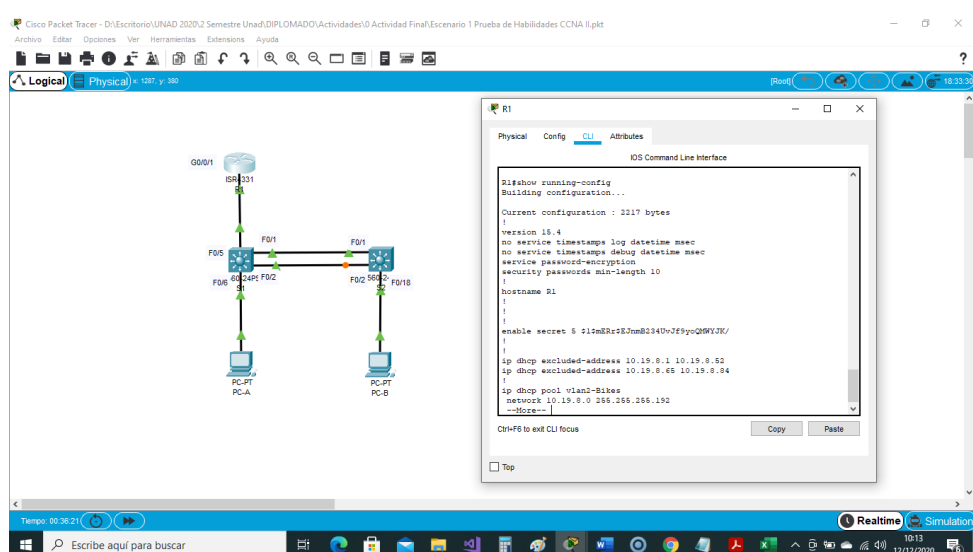 Cisco Packet Tracer - D:\Escritorio\UNAD 2020\2 Semestre Unad\DIPLOMADO\Actividades\0 Actividad Final\Escenario 1 Prueba de Habilidades CCNA II.pkt
Archivo Editar Opciones Ver Herramientas Extensions Ayuda
?
Logical Physical x: 1287, y: 380
[Root] 18:33:30
R1
Physical Config CLI Attributes
IOS Command Line Interface
R1#show running-config
Building configuration...
Current configuration : 2217 bytes
!
version 15.4
no service timestamps log datetime msec
no service timestamps debug datetime msec
service password-encryption
security passwords min-length 10
!
hostname R1
!
!
!
enable secret 5 $1$mERr$EJnmB234UvJf9yoQMWYJK/
!
!
ip dhcp excluded-address 10.19.8.1 10.19.8.52
ip dhcp excluded-address 10.19.8.65 10.19.8.84
!
ip dhcp pool vlan2-Bikes
network 10.19.8.0 255.255.255.192
--More--
Ctrl+F6 to exit CLI focus
Copy Paste
Top
G0/0/1
ISR4331
R1
F0/1
F0/1
F0/5
F0/6
F0/2
F0/2
F0/18
S1
S2
PC-PT
PC-A
PC-PT
PC-B
Tiempo: 00:36:21
Realtime Simulation
Escribe aquí para buscar
10:13
12/12/2020